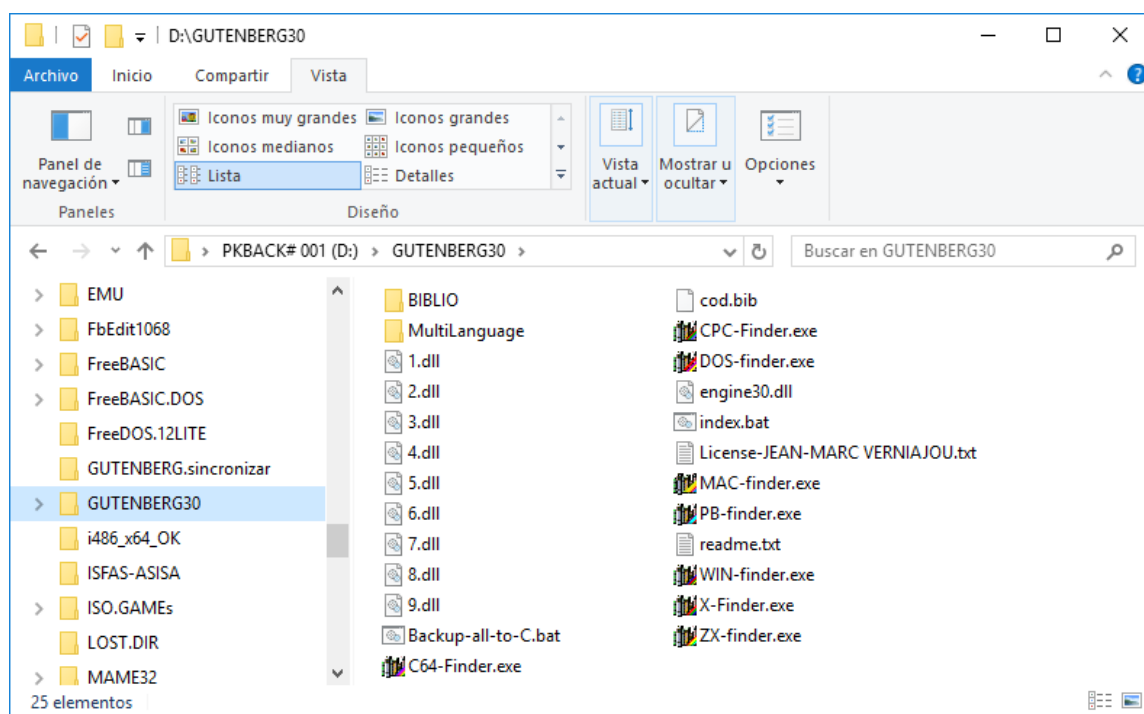 D:\GUTENBERG30
Archivo Inicio Compartir Vista
Iconos muy grandes Iconos grandes
Iconos medianos Iconos pequeños
Lista Detalles
Panel de navegación
Vista actual
Mostrar u ocultar
Opciones
Paneles
Diseño
PKBACK# 001 (D:) > GUTENBERG30 >
Buscar en GUTENBERG30
EMU
FbEdit1068
FreeBASIC
FreeBASIC.DOS
FreeDOS.12LITE
GUTENBERG.sincronizar
GUTENBERG30
i486_x64_OK
ISFAS-ASISA
ISO.GAMEs
LOST.DIR
MAME32
BIBLIO
MultiLanguage
1.dll
2.dll
3.dll
4.dll
5.dll
6.dll
7.dll
8.dll
9.dll
Backup-all-to-C.bat
C64-Finder.exe
cod.bib
CPC-Finder.exe
DOS-finder.exe
engine30.dll
index.bat
License-JEAN-MARC VERNIAJOU.txt
MAC-finder.exe
PB-finder.exe
readme.txt
WIN-finder.exe
X-Finder.exe
ZX-finder.exe
25 elementos